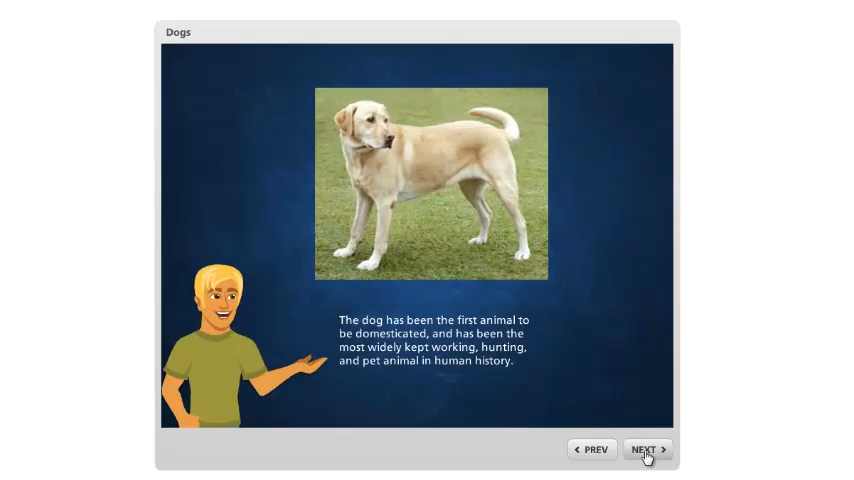 Dogs
The dog has been the first animal to
be domesticated, and has been the
most widely kept working, hunting,
and pet animal in human history.
PREV
NEXT